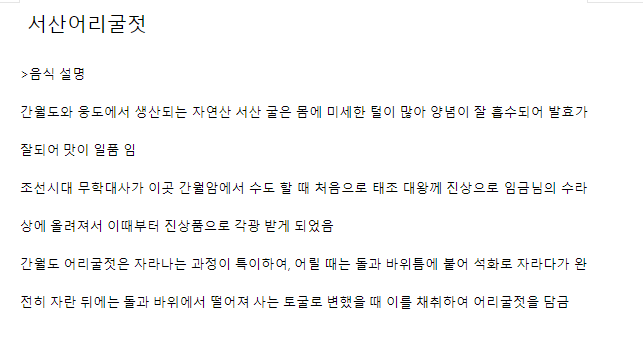 서산어리굴젓
>음식 설명
간월도와 웅도에서 생산되는 자연산 서산 굴은 몸에 미세한 털이 많아 양념이 잘 흡수되어 발효가
잘되어 맛이 일품 임
조선시대 무학대사가 이곳 간월암에서 수도 할 때 처음으로 태조 대왕께 진상으로 임금님의 수라
상에 올려져서 이때부터 진상품으로 각광 받게 되었음
간월도 어리굴젓은 자라나는 과정이 특이하여, 어릴 때는 돌과 바위틈에 붙어 석화로 자라다가 완
전히 자란 뒤에는 돌과 바위에서 떨어져 사는 토굴로 변했을 때 이를 채취하여 어리굴젓을 담금